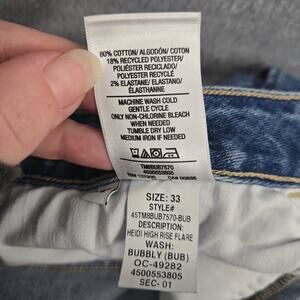 80% COTTON/ALGODÓN/COTON
18% RECYCLED POLYESTER/
POLIÉSTER RECICLADO/
POLYESTER RECYCLÉ
2% ELASTANE/ELASTANO/
ÉLASTHANNE
MACHINE WASH COLD
GENTLE CYCLE
ONLY NON-CHLORINE BLEACH
WHEN NEEDED
TUMBLE DRY LOW
MEDIUM IRON IF NEEDED
TM8BUB7570
4500553805
SIZE: 33
STYLE#
45TM8BUB7570-BUB
DESCRIPTION:
HEIDI HIGH RISE FLARE
WASH:
BUBBLY (BUB)
OC-49282
4500553805
SEC-01